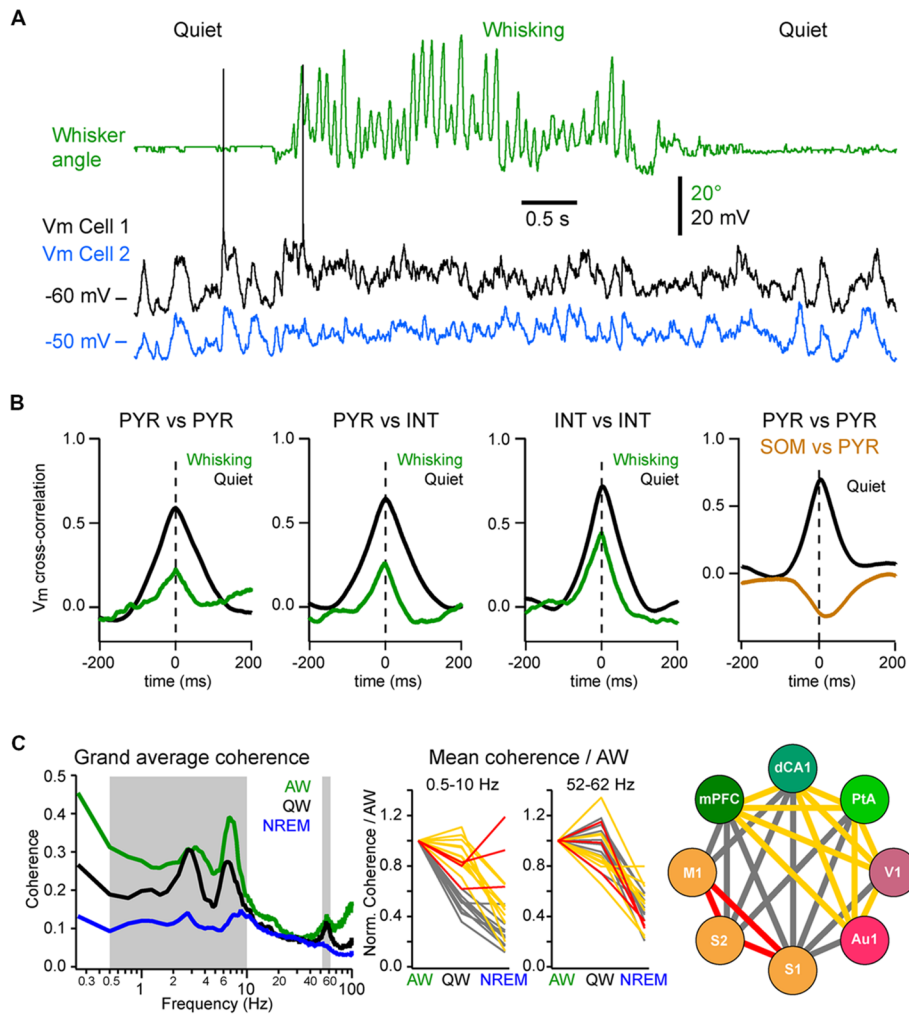 A
Quiet
Whisking
Quiet
Whisker
angle
20°
20 mV
0.5 s
Vm Cell 1
Vm Cell 2
-60 mV
-50 mV
B
PYR vs PYR
PYR vs INT
INT vs INT
PYR vs PYR
SOM vs PYR
Vm cross-correlation
1.0
0.5
0.0
Whisking
Quiet
-200 0 200
time (ms)
1.0
0.5
0.0
Whisking
Quiet
-200 0 200
time (ms)
1.0
0.5
0.0
Whisking
Quiet
-200 0 200
time (ms)
1.0
0.5
0.0
Quiet
-200 0 200
time (ms)
C
Grand average coherence
Coherence
0.5
0.4
0.3
0.2
0.1
0.0
AW
QW
NREM
0.3 0.5 1 2 4 6 10 20 40 60 100
Frequency (Hz)
Mean coherence / AW
0.5-10 Hz
52-62 Hz
Norm. Coherence / AW
1.2
0.8
0.4
0.0
AW QW NREM
1.2
0.8
0.4
0.0
AW QW NREM
dCA1
mPFC
PtA
M1
V1
S2
Au1
S1